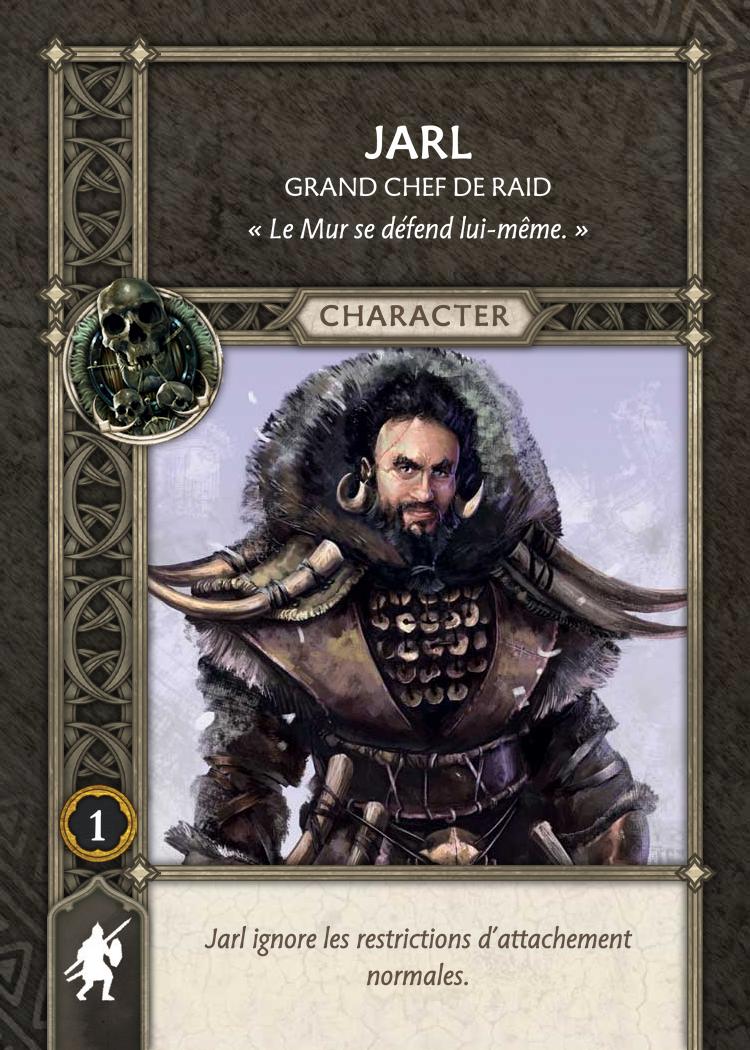 JARL
GRAND CHEF DE RAID
« Le Mur se défend lui-même. »
CHARACTER
1
Jarl ignore les restrictions d'attachement
normales.